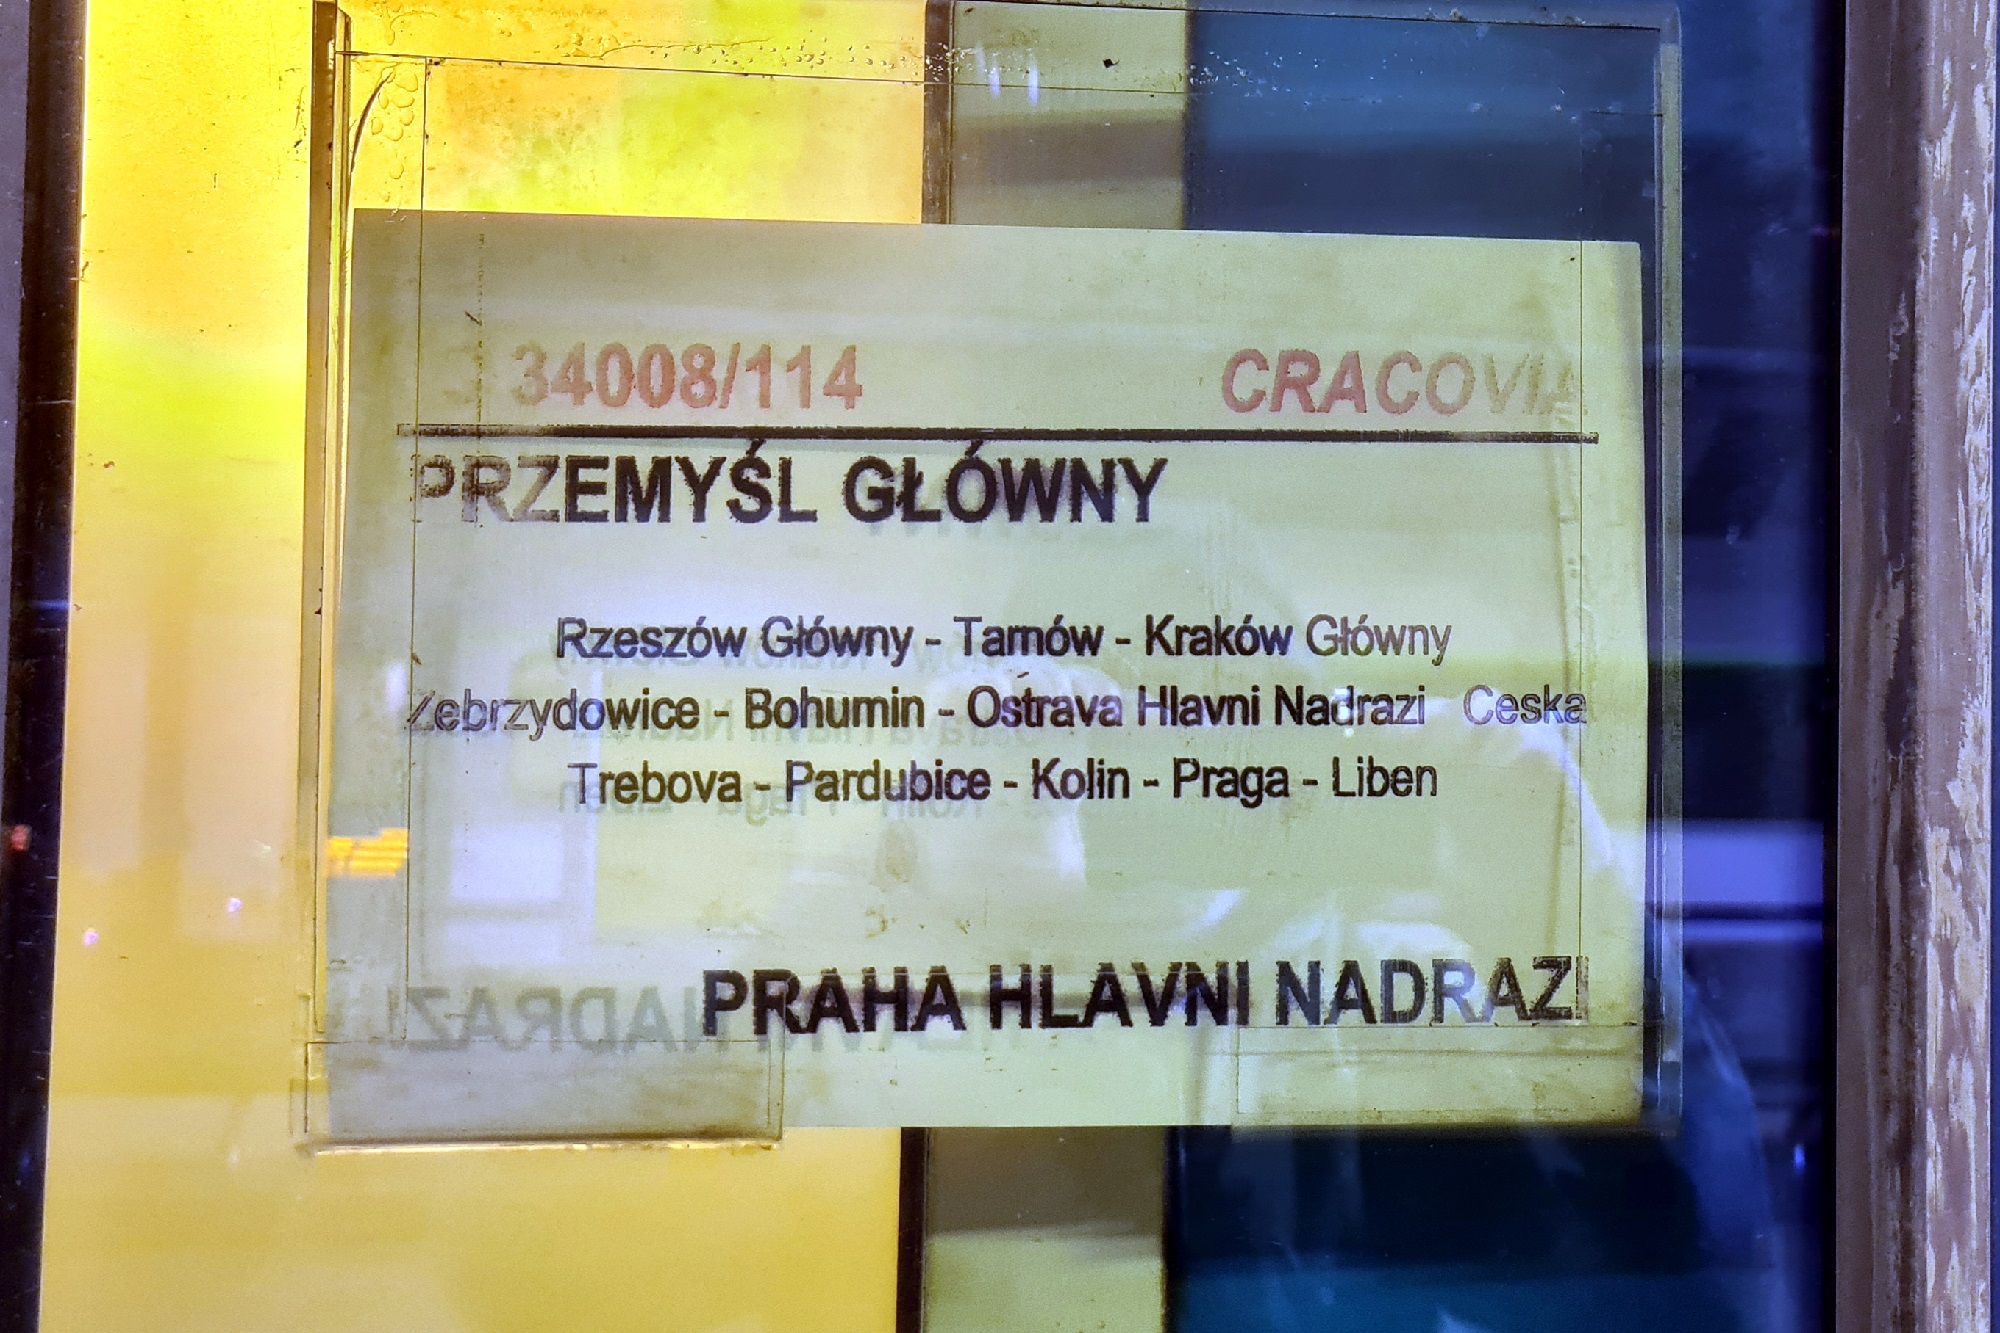 34008/114 CRACOVIA
PRZEMYŚL GŁÓWNY
Rzeszów Główny - Tarnów - Kraków Główny
Zebrzydowice - Bohumin - Ostrava Hlavni Nadrazi Ceska
Trebova - Pardubice - Kolin - Praga - Liben
PRAHA HLAVNI NADRAZI